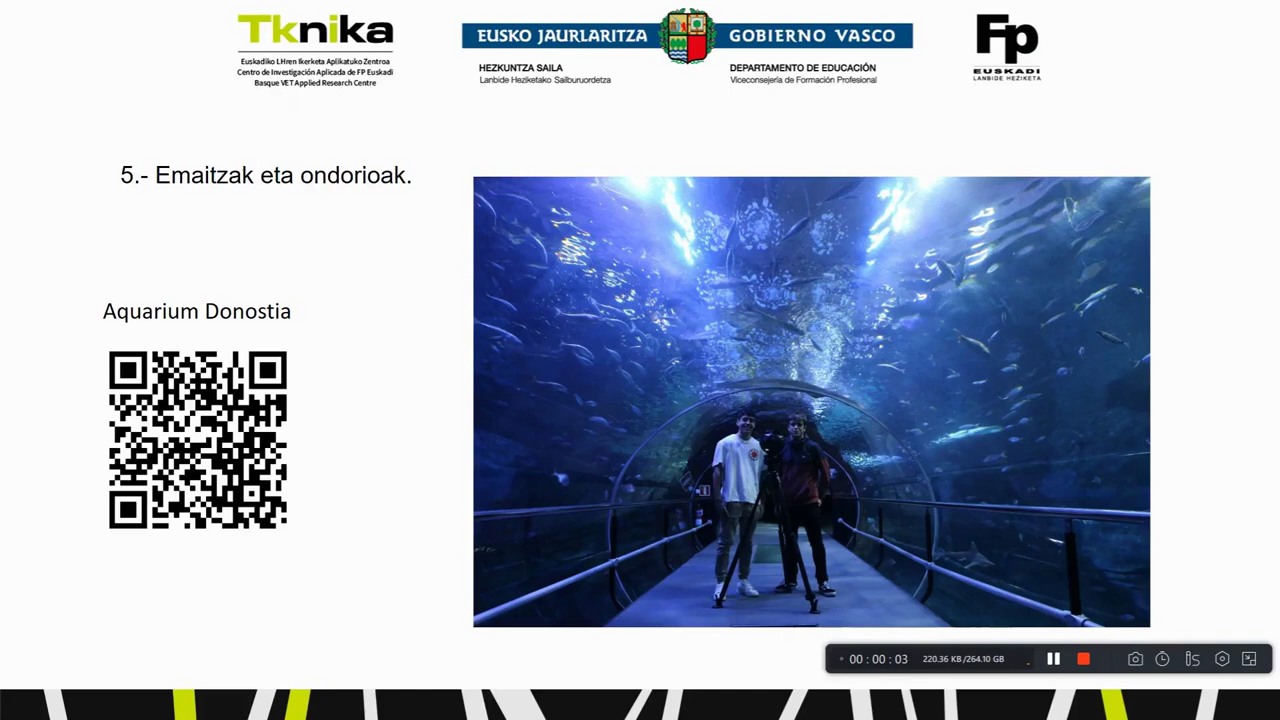 Tknika
Euskadiko LHren Ikerketa Aplikatuko Zentroa
Centro de Investigación Aplicada de FP Euskadi
Basque VET Applied Research Centre
EUSKO JAURLARITZA
GOBIERNO VASCO
HEZKUNTZA SAILA
Lanbide Heziketako Sailburuordetza
DEPARTAMENTO DE EDUCACIÓN
Viceconsejería de Formación Profesional
Fp
EUSKADI
LANBIDE HEZIKETA
5.- Emaitzak eta ondorioak.
Aquarium Donostia
00 : 00 : 03
220.36 KB/264.10 GB